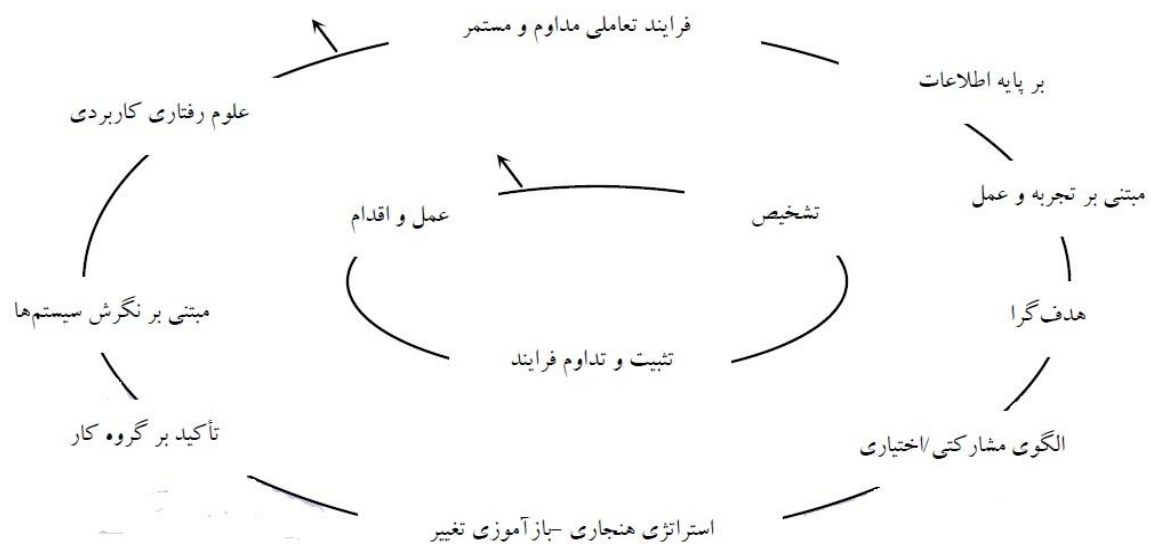 فرایند تعاملی مداوم و مستمر
بر پایه اطلاعات
علوم رفتاری کاربردی
مبتنی بر تجربه و عمل
تشخیص
عمل و اقدام
هدف‌گرا
مبتنی بر نگرش سیستم‌ها
تثبیت و تداوم فرایند
الگوی مشارکتی/اختیاری
تأکید بر گروه کار
استراتژی هنجاری -بازآموزی تغییر